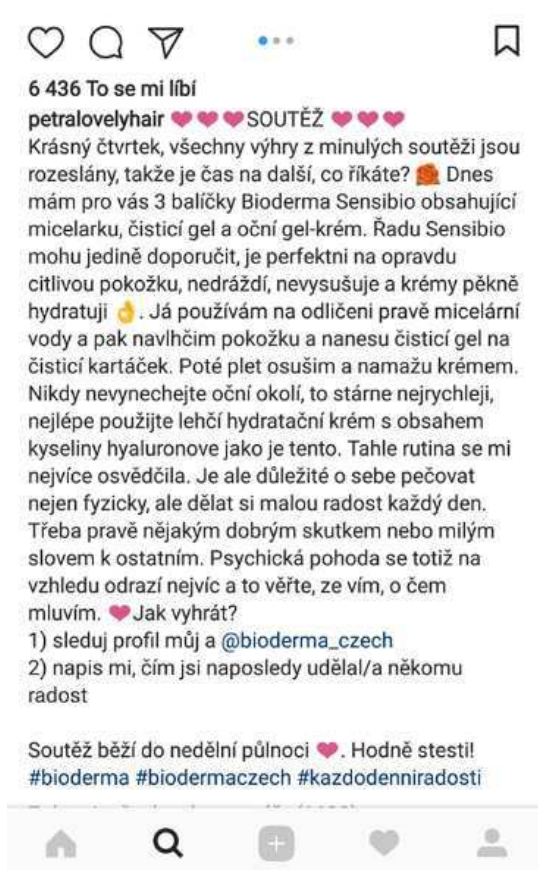 6 436 To se mi líbí
petralovelyhair ❤❤❤SOUTĚŽ ❤❤❤
Krásný čtvrtek, všechny výhry z minulých soutěži jsou
rozeslány, takže je čas na další, co říkáte? 🌹 Dnes
mám pro vás 3 balíčky Bioderma Sensibio obsahující
micelarku, čisticí gel a oční gel-krém. Řadu Sensibio
mohu jedině doporučit, je perfektni na opravdu
citlivou pokožku, nedráždí, nevysušuje a krémy pěkně
hydratuji 👌. Já používám na odličeni pravě micelární
vody a pak navlhčim pokožku a nanesu čisticí gel na
čisticí kartáček. Poté plet osušim a namažu krémem.
Nikdy nevynechejte oční okolí, to stárne nejrychleji,
nejlépe použijte lehčí hydratační krém s obsahem
kyseliny hyaluronove jako je tento. Tahle rutina se mi
nejvíce osvědčila. Je ale důležité o sebe pečovat
nejen fyzicky, ale dělat si malou radost každý den.
Třeba pravě nějakým dobrým skutkem nebo milým
slovem k ostatním. Psychická pohoda se totiž na
vzhledu odrazí nejvíc a to věřte, ze vím, o čem
mluvím. ❤Jak vyhrát?
1) sleduj profil můj a @bioderma_czech
2) napis mi, čím jsi naposledy udělal/a někomu
radost
Soutěž běží do nedělní půlnoci ❤. Hodně stesti!
#bioderma #biodermaczech #kazdodenniradosti